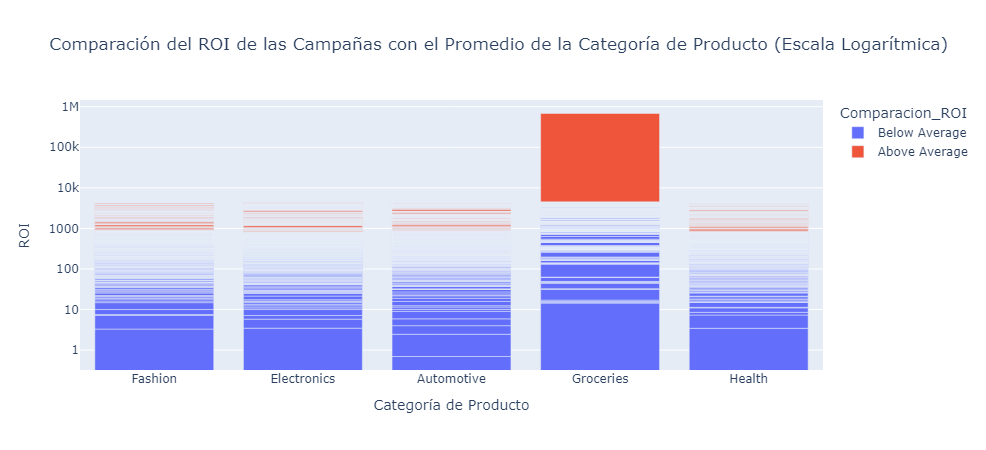 Comparación del ROI de las Campañas con el Promedio de la Categoría de Producto (Escala Logarítmica)
Comparacion_ROI
Below Average
Above Average
ROI
1M
100k
10k
1000
100
10
1
Fashion Electronics Automotive Groceries Health
Categoría de Producto